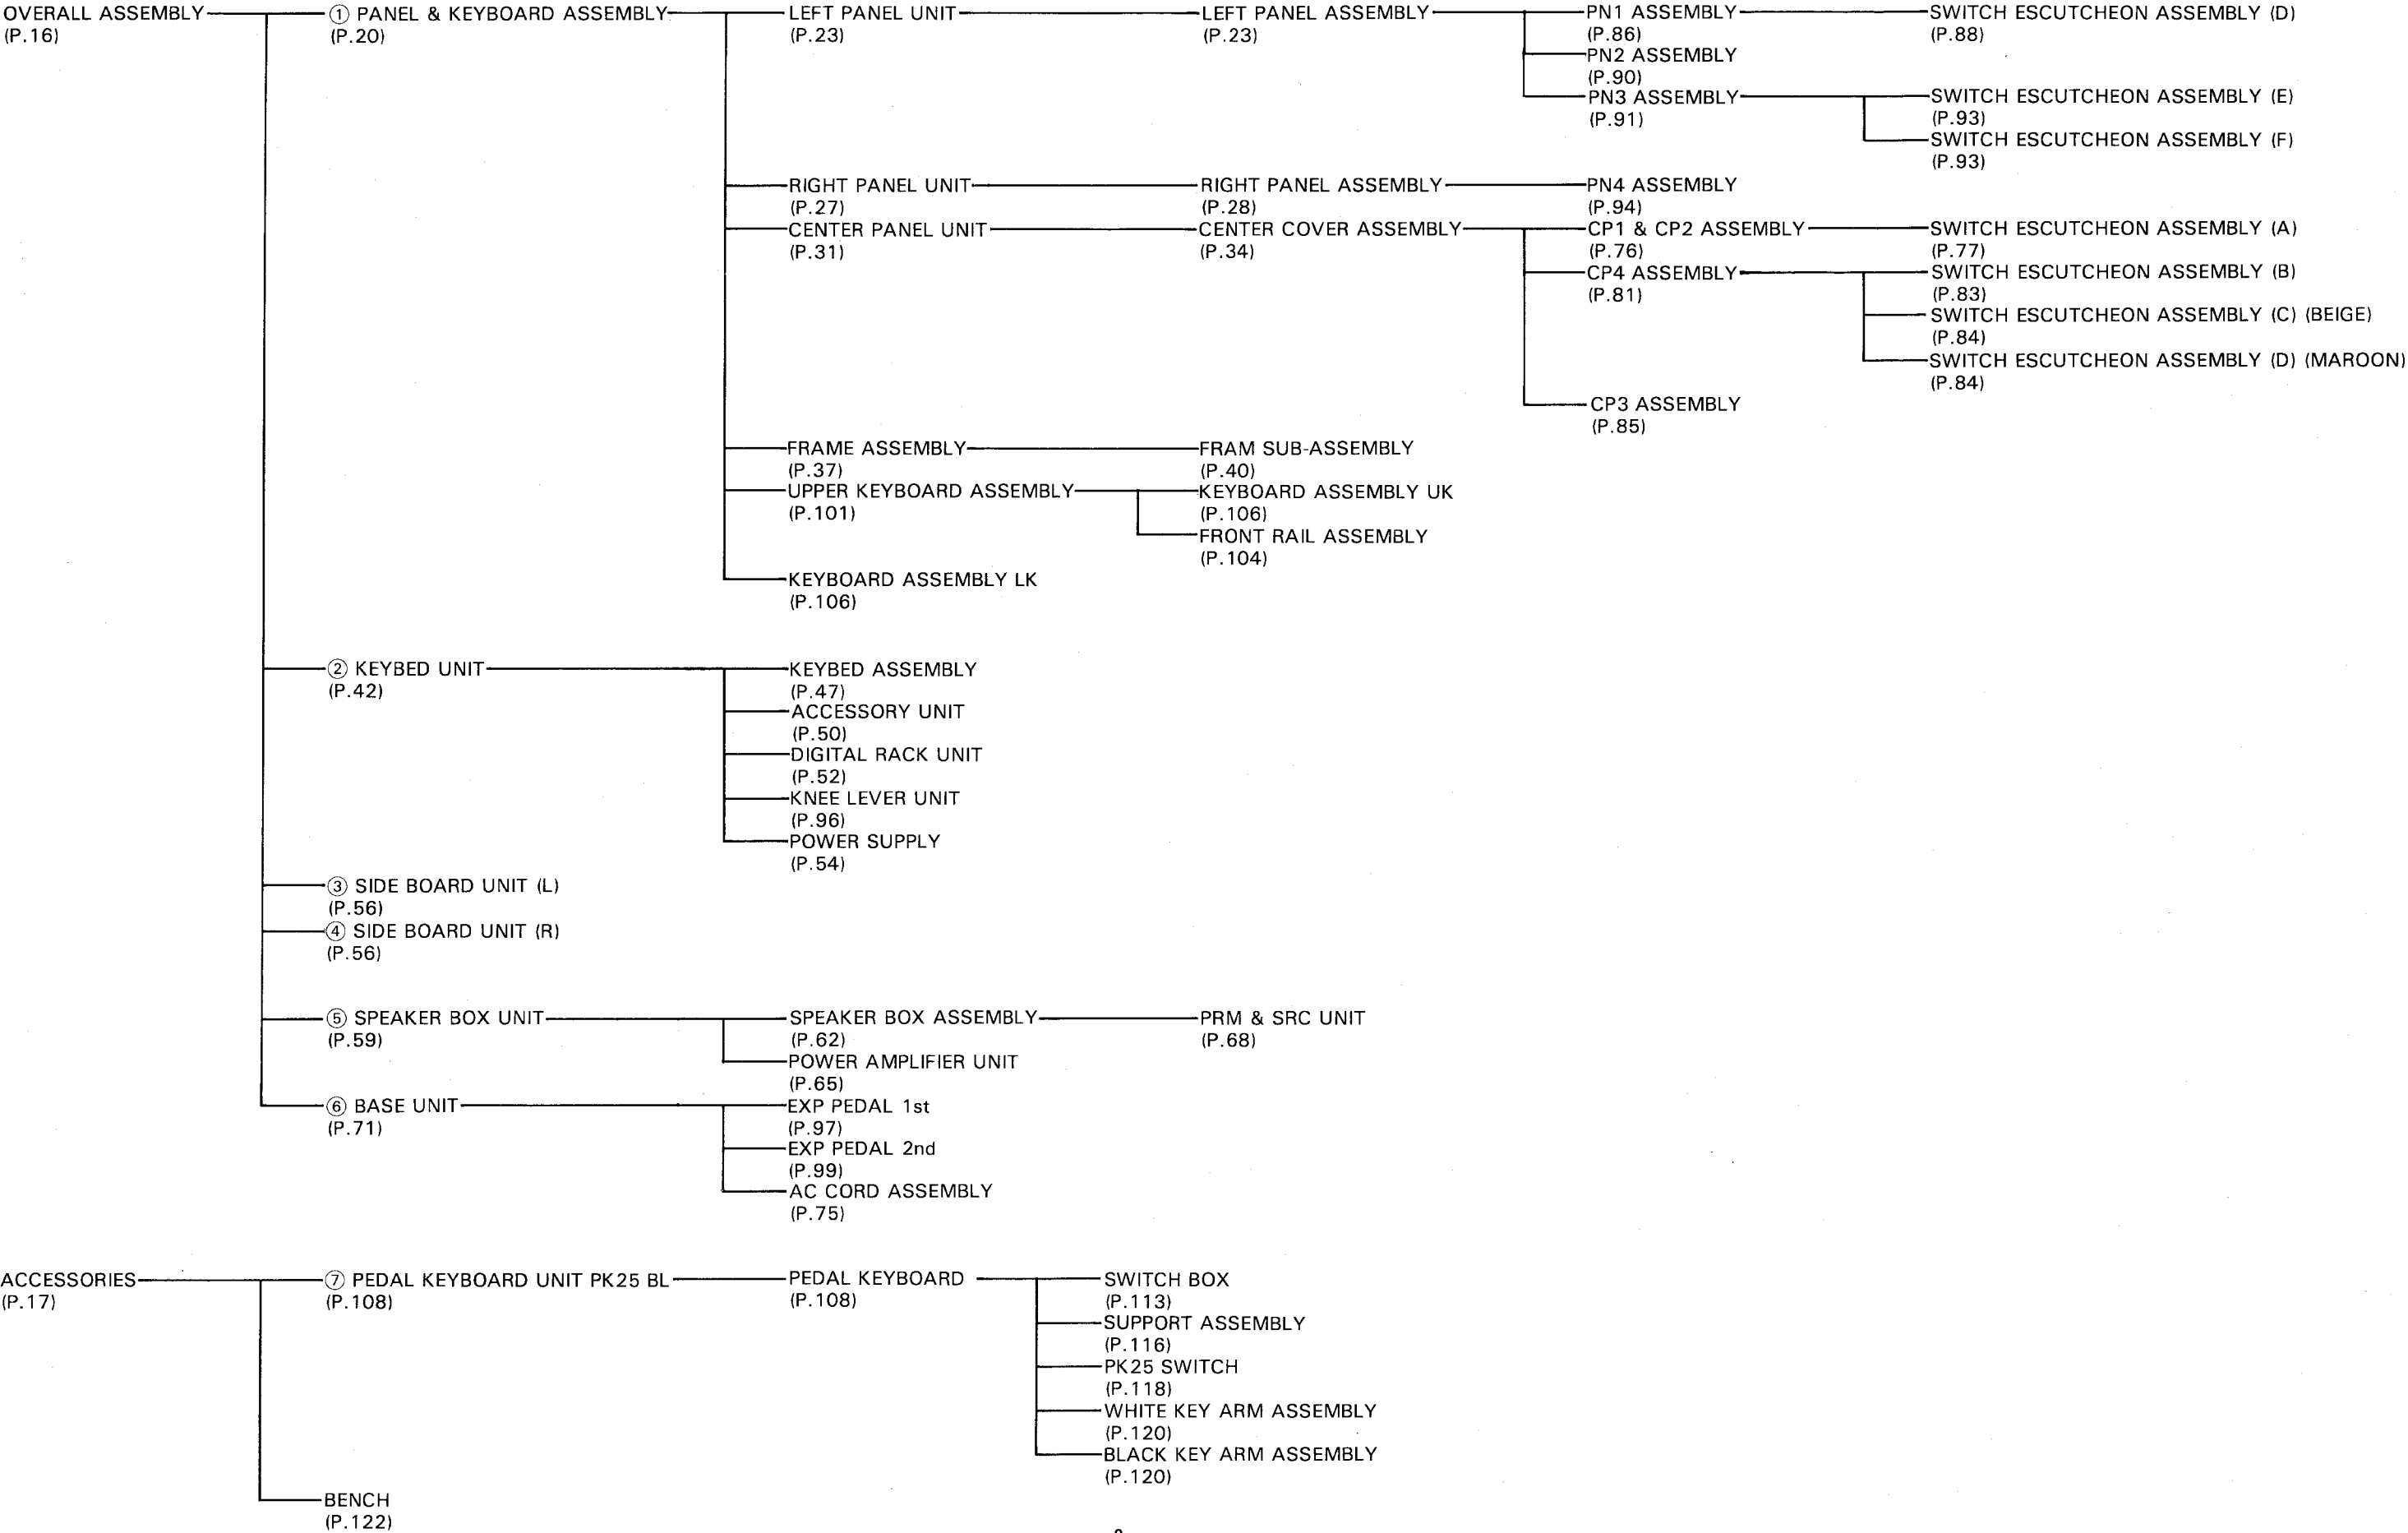 OVERALL ASSEMBLY
(P.16)
① PANEL & KEYBOARD ASSEMBLY
(P.20)
LEFT PANEL UNIT
(P.23)
LEFT PANEL ASSEMBLY
(P.23)
PN1 ASSEMBLY
(P.86)
SWITCH ESCUTCHEON ASSEMBLY (D)
(P.88)
PN2 ASSEMBLY
(P.90)
PN3 ASSEMBLY
(P.91)
SWITCH ESCUTCHEON ASSEMBLY (E)
(P.93)
SWITCH ESCUTCHEON ASSEMBLY (F)
(P.93)
RIGHT PANEL UNIT
(P.27)
RIGHT PANEL ASSEMBLY
(P.28)
PN4 ASSEMBLY
(P.94)
CENTER PANEL UNIT
(P.31)
CENTER COVER ASSEMBLY
(P.34)
CP1 & CP2 ASSEMBLY
(P.76)
SWITCH ESCUTCHEON ASSEMBLY (A)
(P.77)
CP4 ASSEMBLY
(P.81)
SWITCH ESCUTCHEON ASSEMBLY (B)
(P.83)
SWITCH ESCUTCHEON ASSEMBLY (C) (BEIGE)
(P.84)
SWITCH ESCUTCHEON ASSEMBLY (D) (MAROON)
(P.84)
CP3 ASSEMBLY
(P.85)
FRAME ASSEMBLY
(P.37)
FRAM SUB-ASSEMBLY
(P.40)
UPPER KEYBOARD ASSEMBLY
(P.101)
KEYBOARD ASSEMBLY UK
(P.106)
FRONT RAIL ASSEMBLY
(P.104)
KEYBOARD ASSEMBLY LK
(P.106)
② KEYBED UNIT
(P.42)
KEYBED ASSEMBLY
(P.47)
ACCESSORY UNIT
(P.50)
DIGITAL RACK UNIT
(P.52)
KNEE LEVER UNIT
(P.96)
POWER SUPPLY
(P.54)
③ SIDE BOARD UNIT (L)
(P.56)
④ SIDE BOARD UNIT (R)
(P.56)
⑤ SPEAKER BOX UNIT
(P.59)
SPEAKER BOX ASSEMBLY
(P.62)
PRM & SRC UNIT
(P.68)
POWER AMPLIFIER UNIT
(P.65)
⑥ BASE UNIT
(P.71)
EXP PEDAL 1st
(P.97)
EXP PEDAL 2nd
(P.99)
AC CORD ASSEMBLY
(P.75)
ACCESSORIES
(P.17)
⑦ PEDAL KEYBOARD UNIT PK25 BL
(P.108)
PEDAL KEYBOARD
(P.108)
SWITCH BOX
(P.113)
SUPPORT ASSEMBLY
(P.116)
PK25 SWITCH
(P.118)
WHITE KEY ARM ASSEMBLY
(P.120)
BLACK KEY ARM ASSEMBLY
(P.120)
BENCH
(P.122)